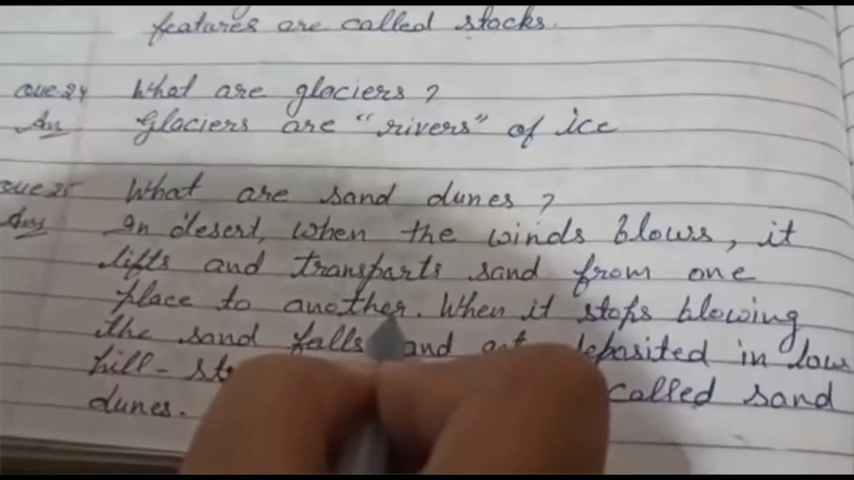 features are called stacks.
Que.24 What are glaciers ?
Ans Glaciers are "rivers" of ice
Que 25 What are sand dunes ?
Ans In desert, when the winds blows, it
lifts and transparts sand from one
place to another. When it stops blowing
the sand falls and deposited in low
hill-
called sand
dunes.